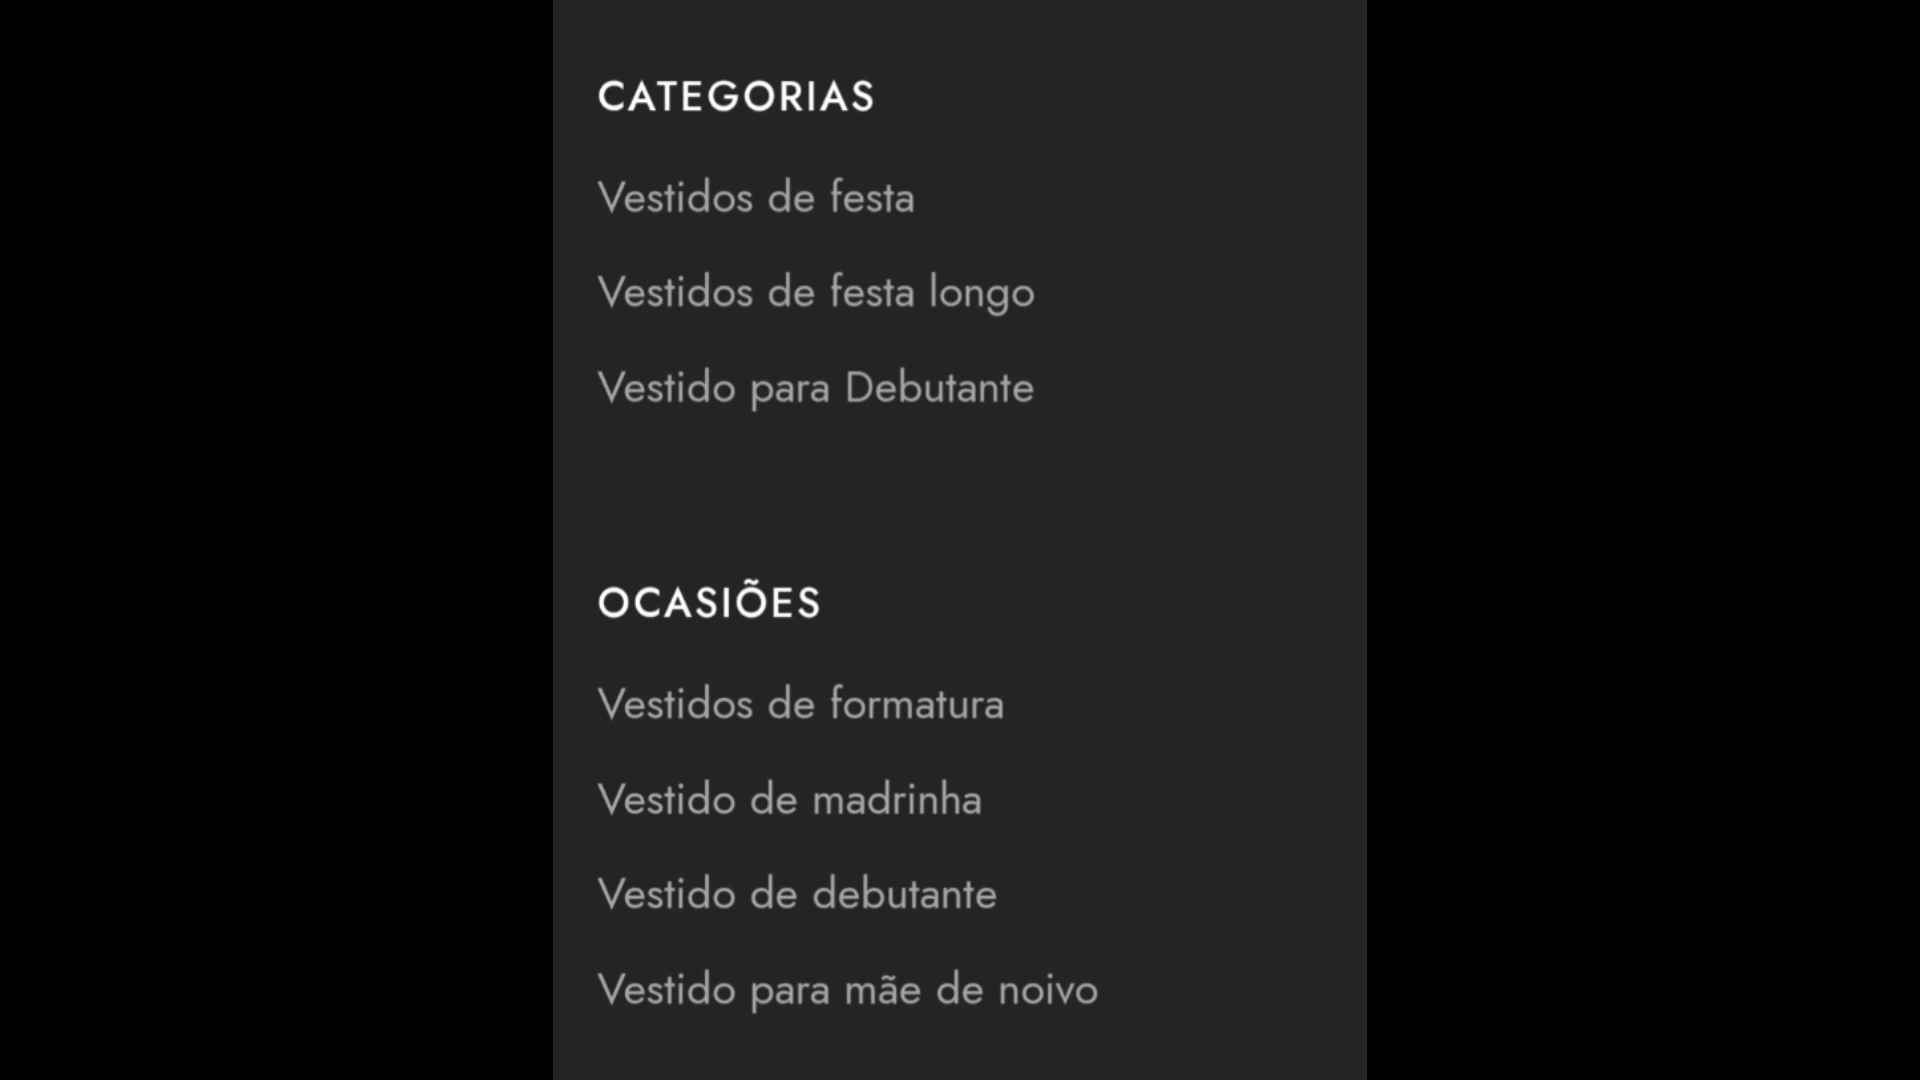 CATEGORIAS
Vestidos de festa
Vestidos de festa longo
Vestido para Debutante
OCASIÕES
Vestidos de formatura
Vestido de madrinha
Vestido de debutante
Vestido para mãe de noivo